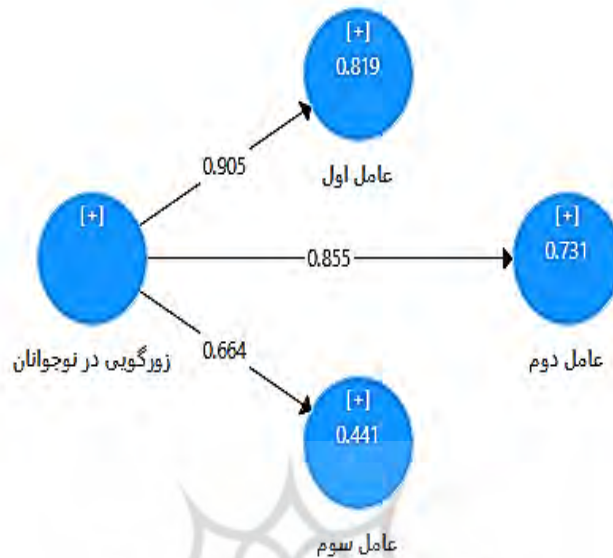 [+]
0.819
عامل اول
0.905
[+]
زورگویی در نوجوانان
0.855
[+]
0.731
عامل دوم
0.664
[+]
0.441
عامل سوم